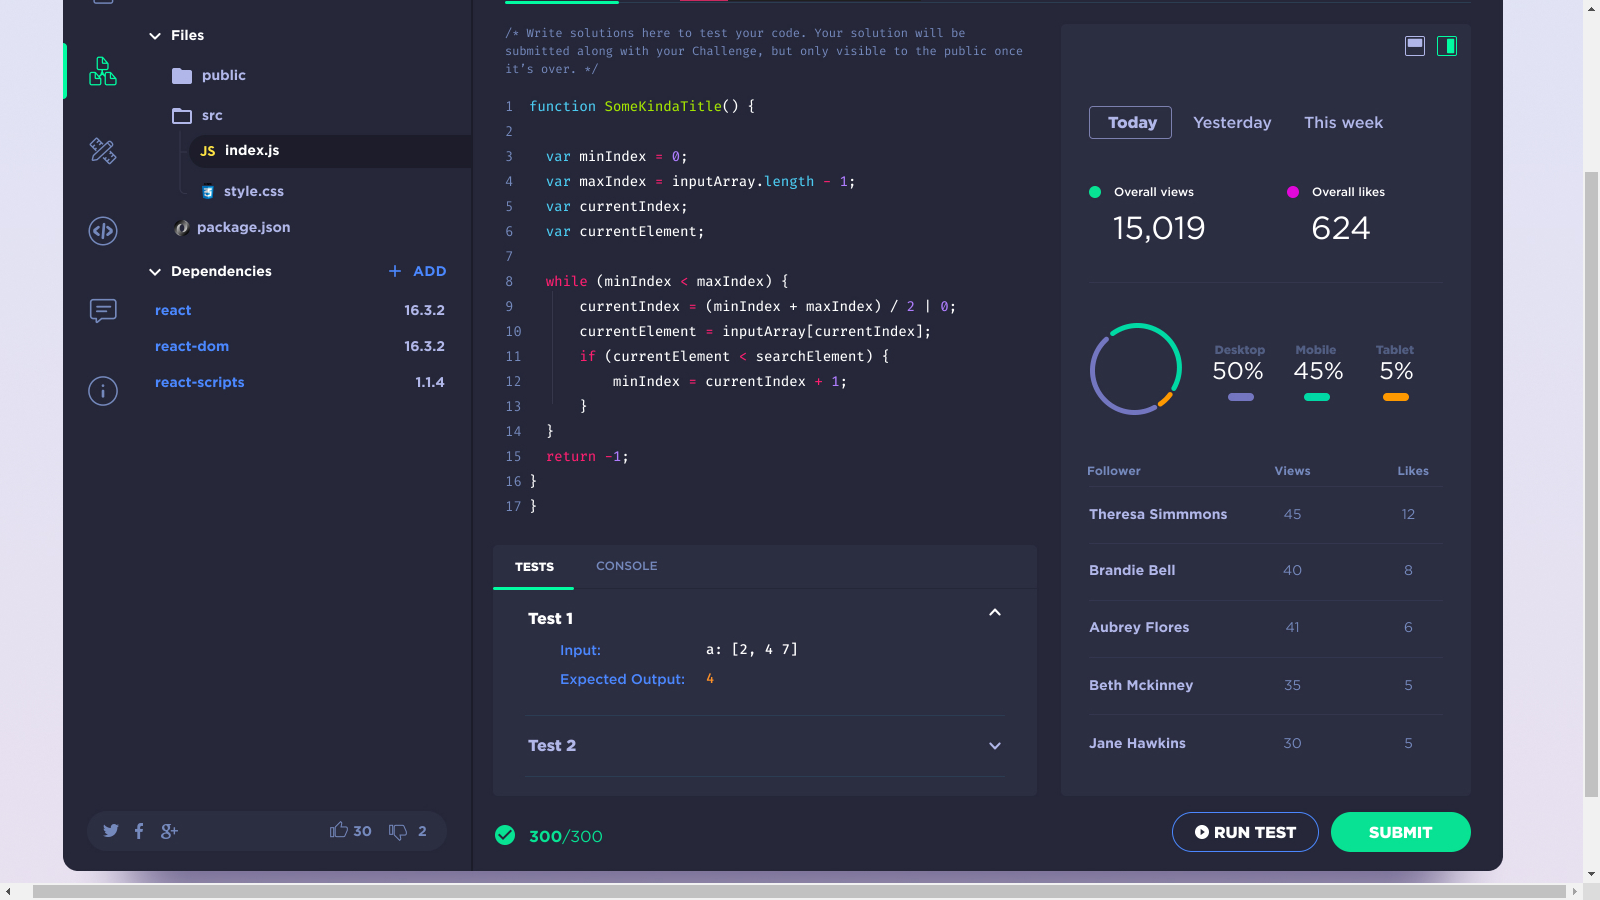 Files
public
src
JS index.js
style.css
package.json
Dependencies
+ ADD
react 16.3.2
react-dom 16.3.2
react-scripts 1.1.4
30 2
/* Write solutions here to test your code. Your solution will be
submitted along with your Challenge, but only visible to the public once
it’s over. */
1 function SomeKindaTitle() {
2
3 var minIndex = 0;
4 var maxIndex = inputArray.length - 1;
5 var currentIndex;
6 var currentElement;
7
8 while (minIndex < maxIndex) {
9 currentIndex = (minIndex + maxIndex) / 2 | 0;
10 currentElement = inputArray[currentIndex];
11 if (currentElement < searchElement) {
12 minIndex = currentIndex + 1;
13 }
14 }
15 return -1;
16 }
17 }
TESTS CONSOLE
Test 1
Input: a: [2, 4 7]
Expected Output: 4
Test 2
300/300
Today Yesterday This week
Overall views Overall likes
15,019 624
Desktop Mobile Tablet
50% 45% 5%
Follower Views Likes
Theresa Simmmons 45 12
Brandie Bell 40 8
Aubrey Flores 41 6
Beth Mckinney 35 5
Jane Hawkins 30 5
RUN TEST SUBMIT